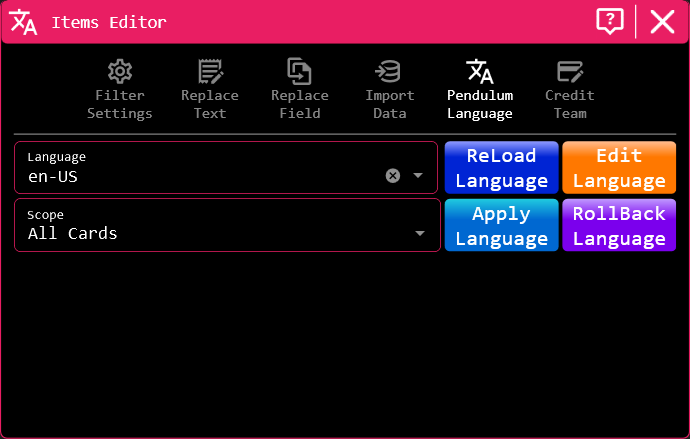 Items Editor
Filter
Settings
Replace
Text
Replace
Field
Import
Data
Pendulum
Language
Credit
Team
Language
en-US
ReLoad
Language
Edit
Language
Scope
All Cards
Apply
Language
RollBack
Language